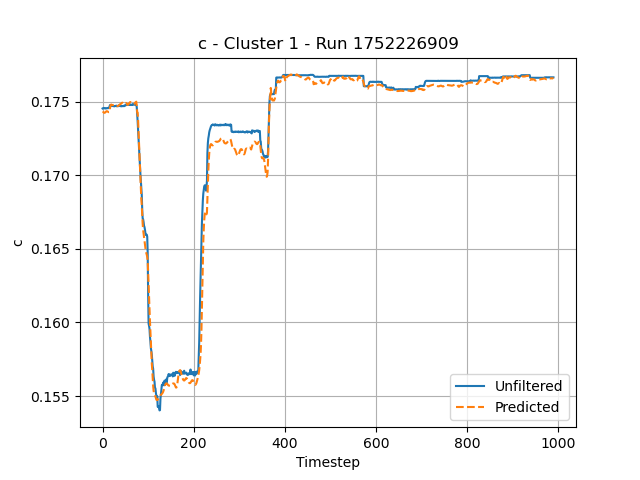 c - Cluster 1 - Run 1752226909
0.175
0.170
0.165
0.160
0.155
c
0 200 400 600 800 1000
Timestep
Unfiltered
Predicted